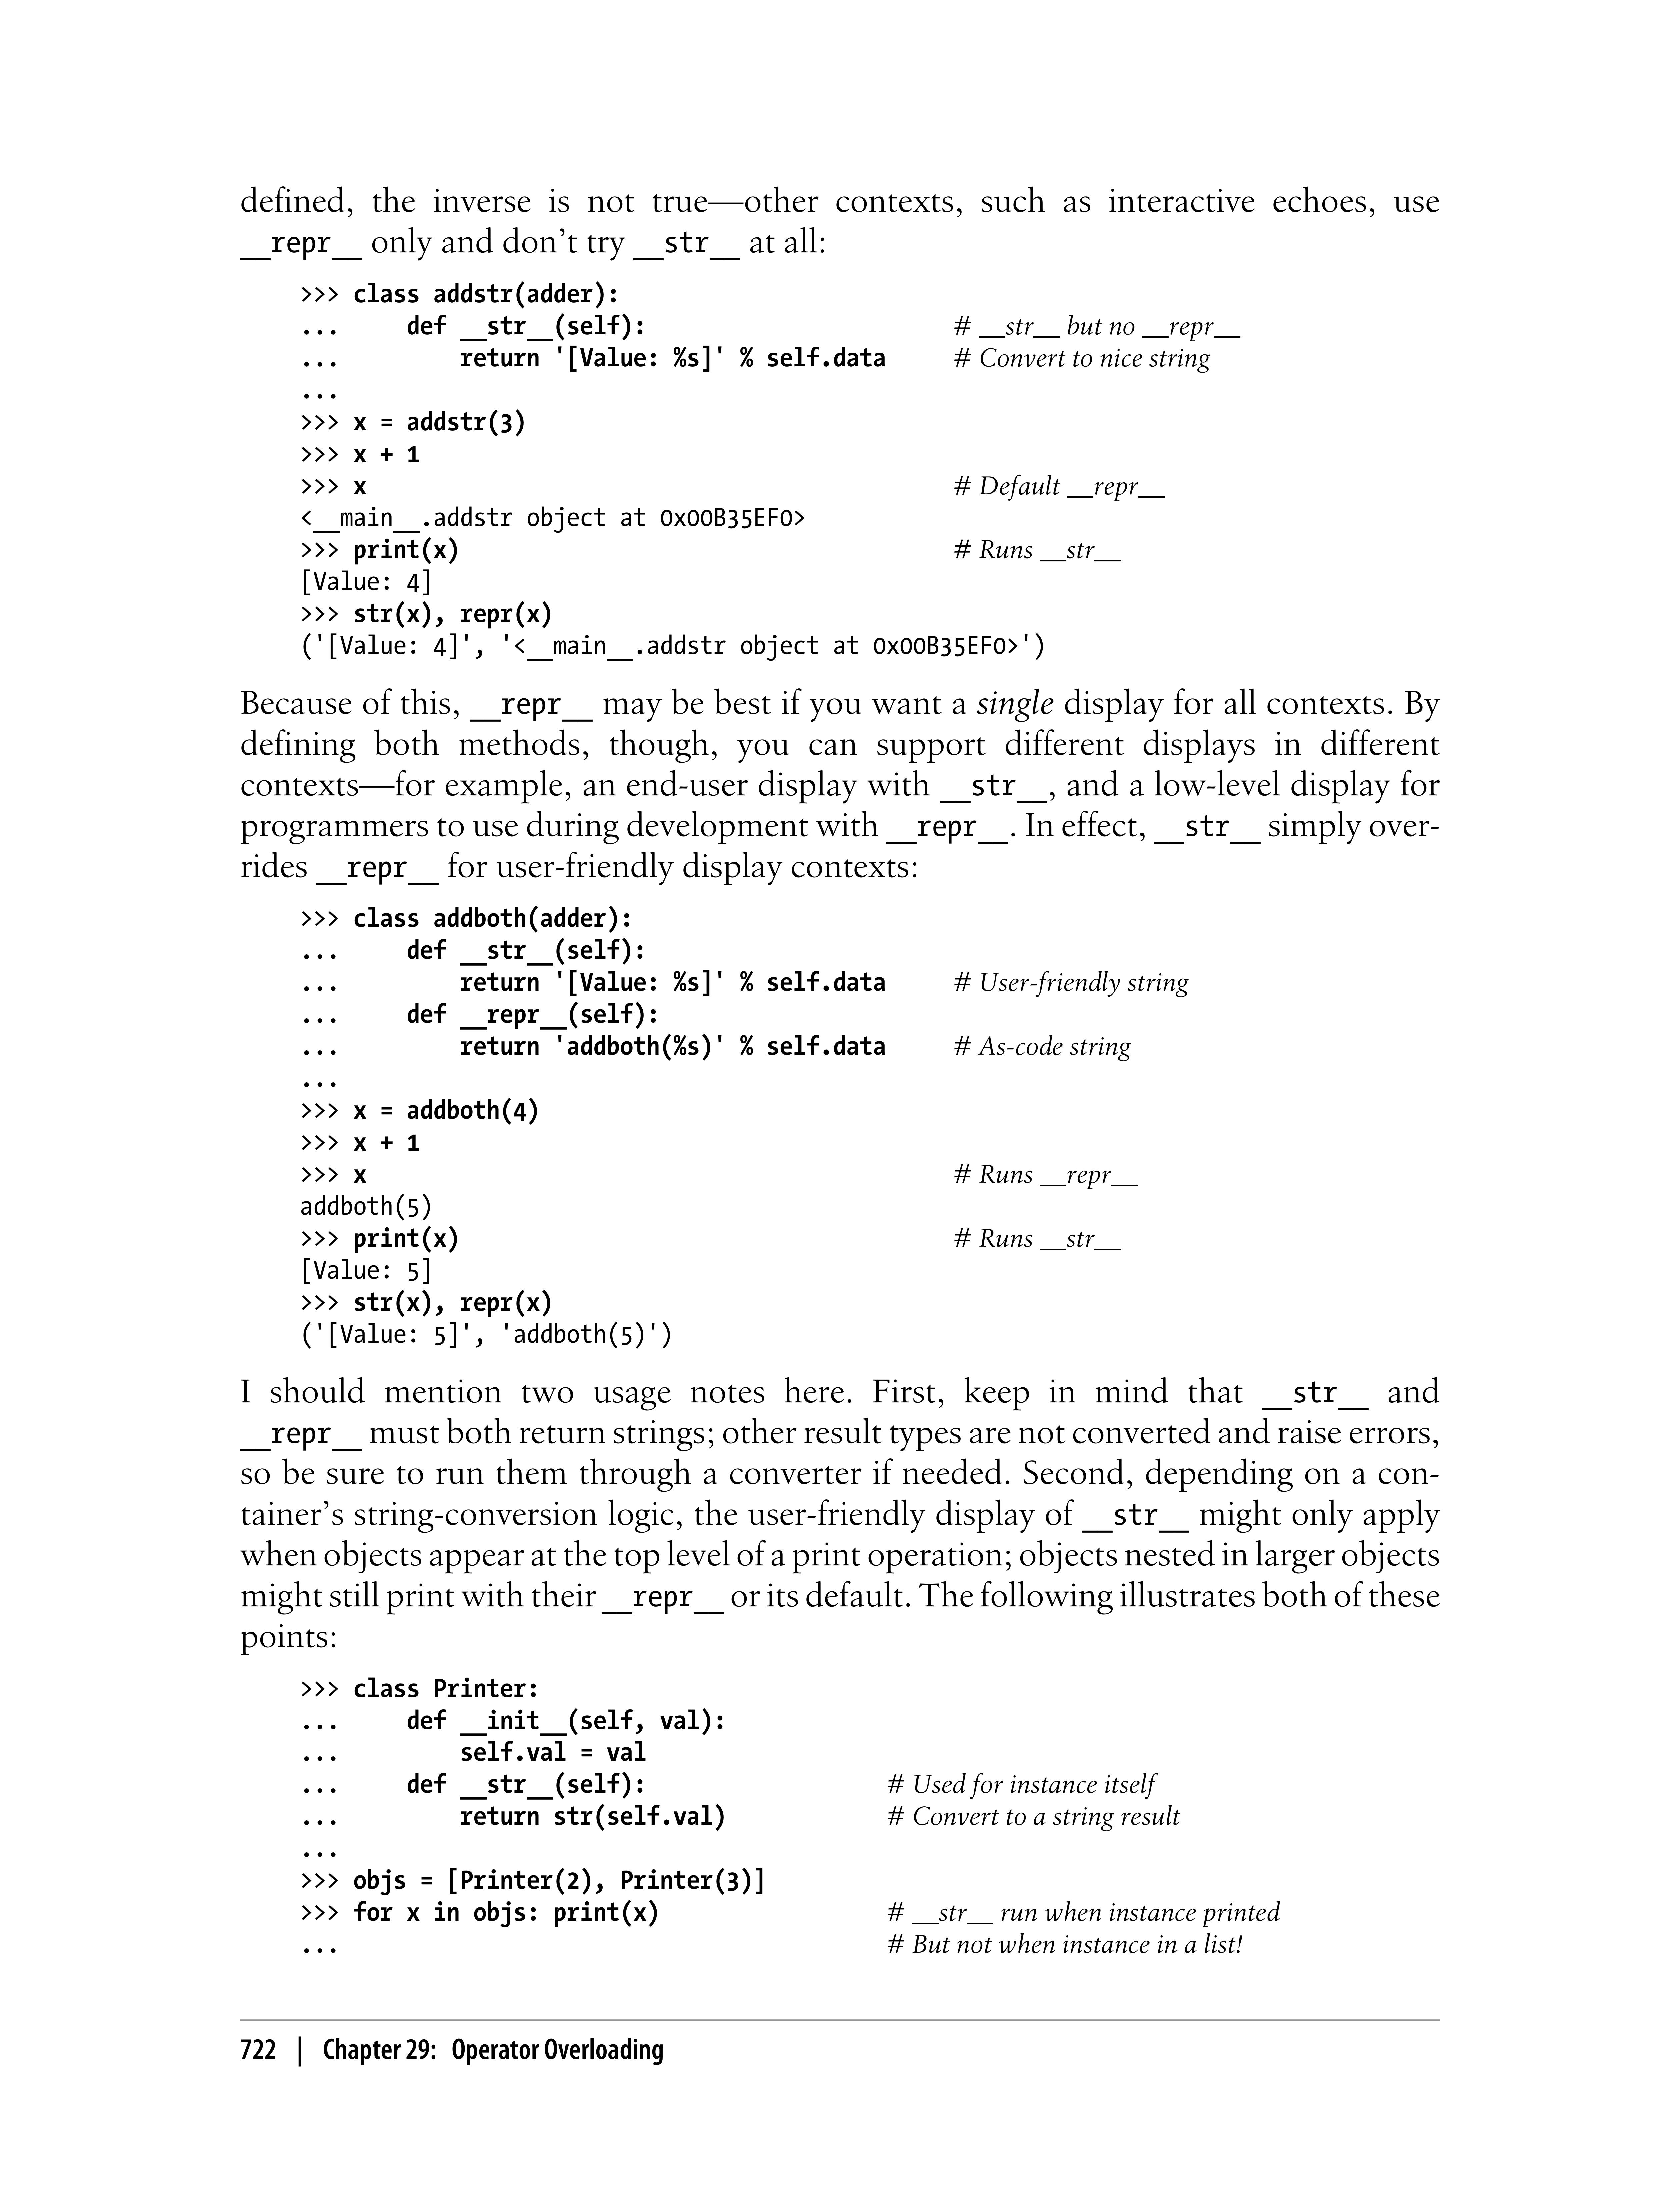 defined, the inverse is not true—other contexts, such as interactive echoes, use
__repr__ only and don’t try __str__ at all:
>>> class addstr(adder):
...     def __str__(self):                       # __str__ but no __repr__
...         return '[Value: %s]' % self.data     # Convert to nice string
...
>>> x = addstr(3)
>>> x + 1
>>> x                                            # Default __repr__
<__main__.addstr object at 0x00B35EF0>
>>> print(x)                                     # Runs __str__
[Value: 4]
>>> str(x), repr(x)
('[Value: 4]', '<__main__.addstr object at 0x00B35EF0>')
Because of this, __repr__ may be best if you want a single display for all contexts. By
defining both methods, though, you can support different displays in different
contexts—for example, an end-user display with __str__, and a low-level display for
programmers to use during development with __repr__. In effect, __str__ simply over-
rides __repr__ for user-friendly display contexts:
>>> class addboth(adder):
...     def __str__(self):
...         return '[Value: %s]' % self.data     # User-friendly string
...     def __repr__(self):
...         return 'addboth(%s)' % self.data     # As-code string
...
>>> x = addboth(4)
>>> x + 1
>>> x                                            # Runs __repr__
addboth(5)
>>> print(x)                                     # Runs __str__
[Value: 5]
>>> str(x), repr(x)
('[Value: 5]', 'addboth(5)')
I should mention two usage notes here. First, keep in mind that __str__ and
__repr__ must both return strings; other result types are not converted and raise errors,
so be sure to run them through a converter if needed. Second, depending on a con-
tainer’s string-conversion logic, the user-friendly display of __str__ might only apply
when objects appear at the top level of a print operation; objects nested in larger objects
might still print with their __repr__ or its default. The following illustrates both of these
points:
>>> class Printer:
...     def __init__(self, val):
...         self.val = val
...     def __str__(self):                  # Used for instance itself
...         return str(self.val)            # Convert to a string result
...
>>> objs = [Printer(2), Printer(3)]
>>> for x in objs: print(x)                 # __str__ run when instance printed
...                                         # But not when instance in a list!
722 | Chapter 29: Operator Overloading